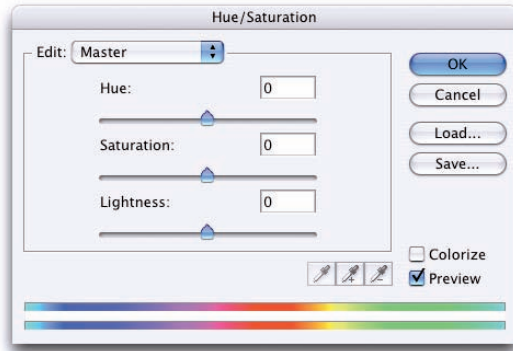 Hue/Saturation
Edit: Master
OK
Hue: 0
Cancel
Load...
Saturation: 0
Save...
Lightness: 0
Colorize
Preview